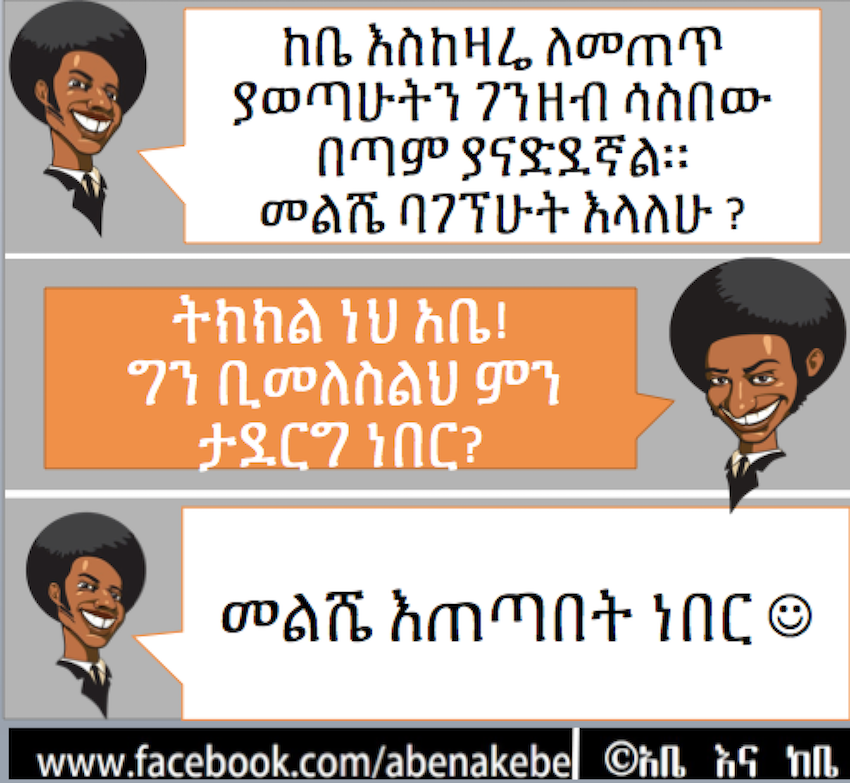 ከቤ እስከዛሬ ለመጠጥ
ያወጣሁትን ገንዘብ ሳስበው
በጣም ያናድደኛል፡፡
መልሼ ባገኘሁት እላለሁ ?
ትክክል ነህ አቤ!
ግን ቢመለስልህ ምን
ታደርግ ነበር?
መልሼ እጠጣበት ነበር ☺
www.facebook.com/abenakebe
©አቤ እና ከቤ